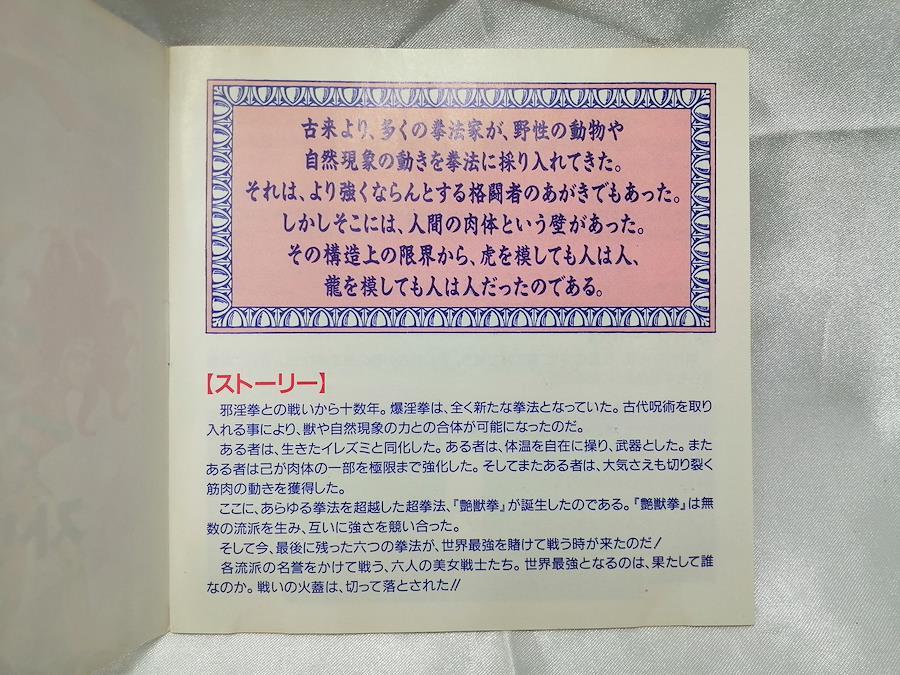 古来より、多くの拳法家が、野性の動物や
自然現象の動きを拳法に採り入れてきた。
それは、より強くならんとする格闘者のあがきでもあった。
しかしそこには、人間の肉体という壁があった。
その構造上の限界から、虎を模しても人は人、
龍を模しても人は人だったのである。
【ストーリー】
邪淫拳との戦いから十数年。爆淫拳は、全く新たな拳法となっていた。古代呪術を取り
入れる事により、獣や自然現象の力との合体が可能になったのだ。
ある者は、生きたイレズミと同化した。ある者は、体温を自在に操り、武器とした。また
ある者は己が肉体の一部を極限まで強化した。そしてまたある者は、大気さえも切り裂く
筋肉の動きを獲得した。
ここに、あらゆる拳法を超越した超拳法、『艶獣拳』が誕生したのである。『艶獣拳』は無
数の流派を生み、互いに強さを競い合った。
そして今、最後に残った六つの拳法が、世界最強を賭けて戦う時が来たのだ!
各流派の名誉をかけて戦う、六人の美女戦士たち。世界最強となるのは、果たして誰
なのか。戦いの火蓋は、切って落とされた!!